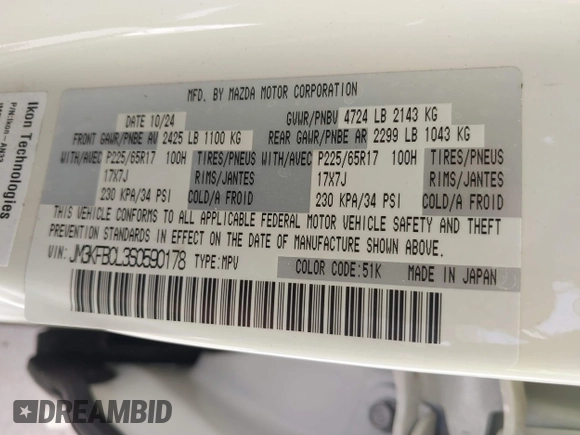 MFD. BY MAZDA MOTOR CORPORATION
DATE 10/24 GVWR/PNBV 4724 LB 2143 KG
FRONT GAWR/PNBE AV 2425 LB 1100 KG REAR GAWR/PNBE AR 2299 LB 1043 KG
WITH/AVEC P225/65R17 100H TIRES/PNEUS WITH/AVEC P225/65R17 100H TIRES/PNEUS
17X7J RIMS/JANTES 17X7J RIMS/JANTES
230 KPA/34 PSI COLD/A FROID 230 KPA/34 PSI COLD/A FROID
THIS VEHICLE CONFORMS TO ALL APPLICABLE FEDERAL MOTOR VEHICLE SAFETY AND THEFT
PREVENTION STANDARDS IN EFFECT ON THE DATE OF MANUFACTURE SHOWN ABOVE.
VIN: JM3KFBCL3S0590178 TYPE:MPV COLOR CODE:51K MADE IN JAPAN
Ikon Technologies
DREAMBID